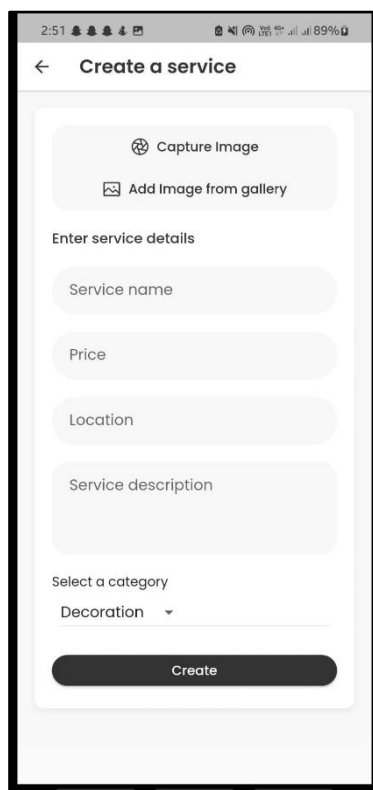 2:51 89%
Create a service
Capture Image
Add Image from gallery
Enter service details
Service name
Price
Location
Service description
Select a category
Decoration
Create